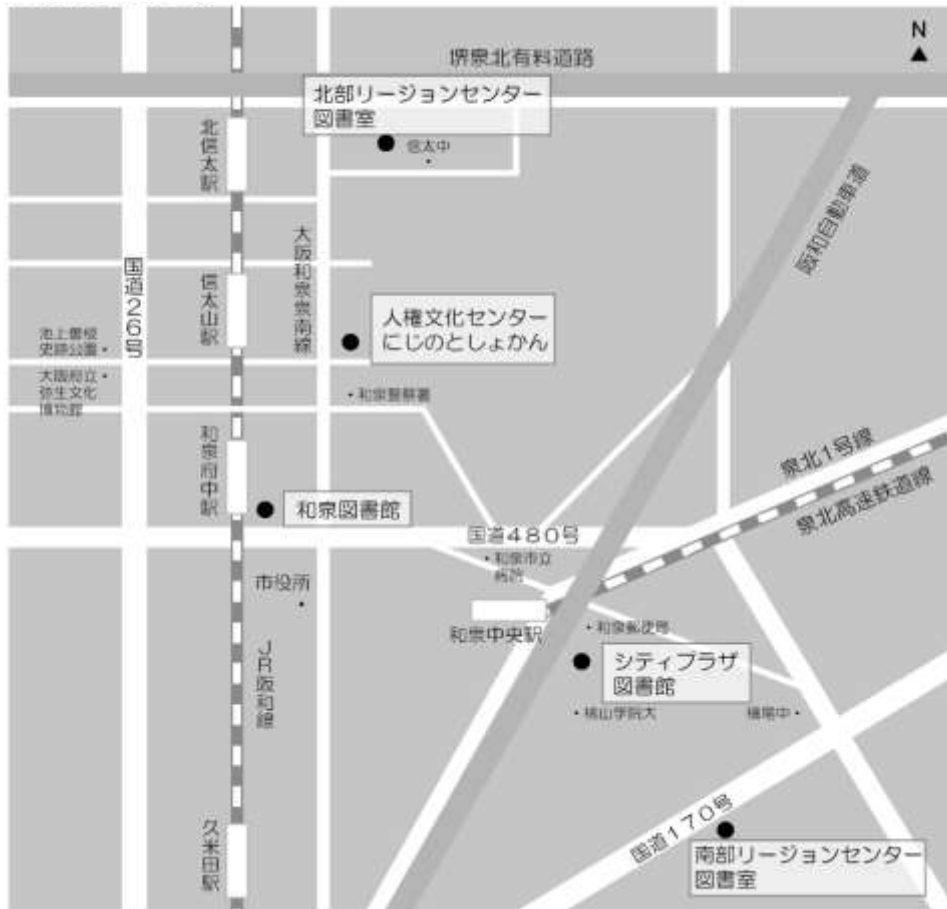 N
堺泉北有料道路
北部リージョンセンター
図書室
信太中
北信太駅
阪和自動車道
大阪和泉泉南線
国道26号
信太山駅
人権文化センター
にじのとしょかん
池上曽根
史跡公園
大阪府立
弥生文化
博物館
和泉警察署
和泉府中駅
泉北1号線
泉北高速鉄道線
和泉図書館
国道480号
和泉市立
病院
市役所
和泉中央駅
和泉郵便局
シティプラザ
図書館
JR阪和線
桃山学院大
槇尾中
国道170号
久米田駅
南部リージョンセンター
図書室